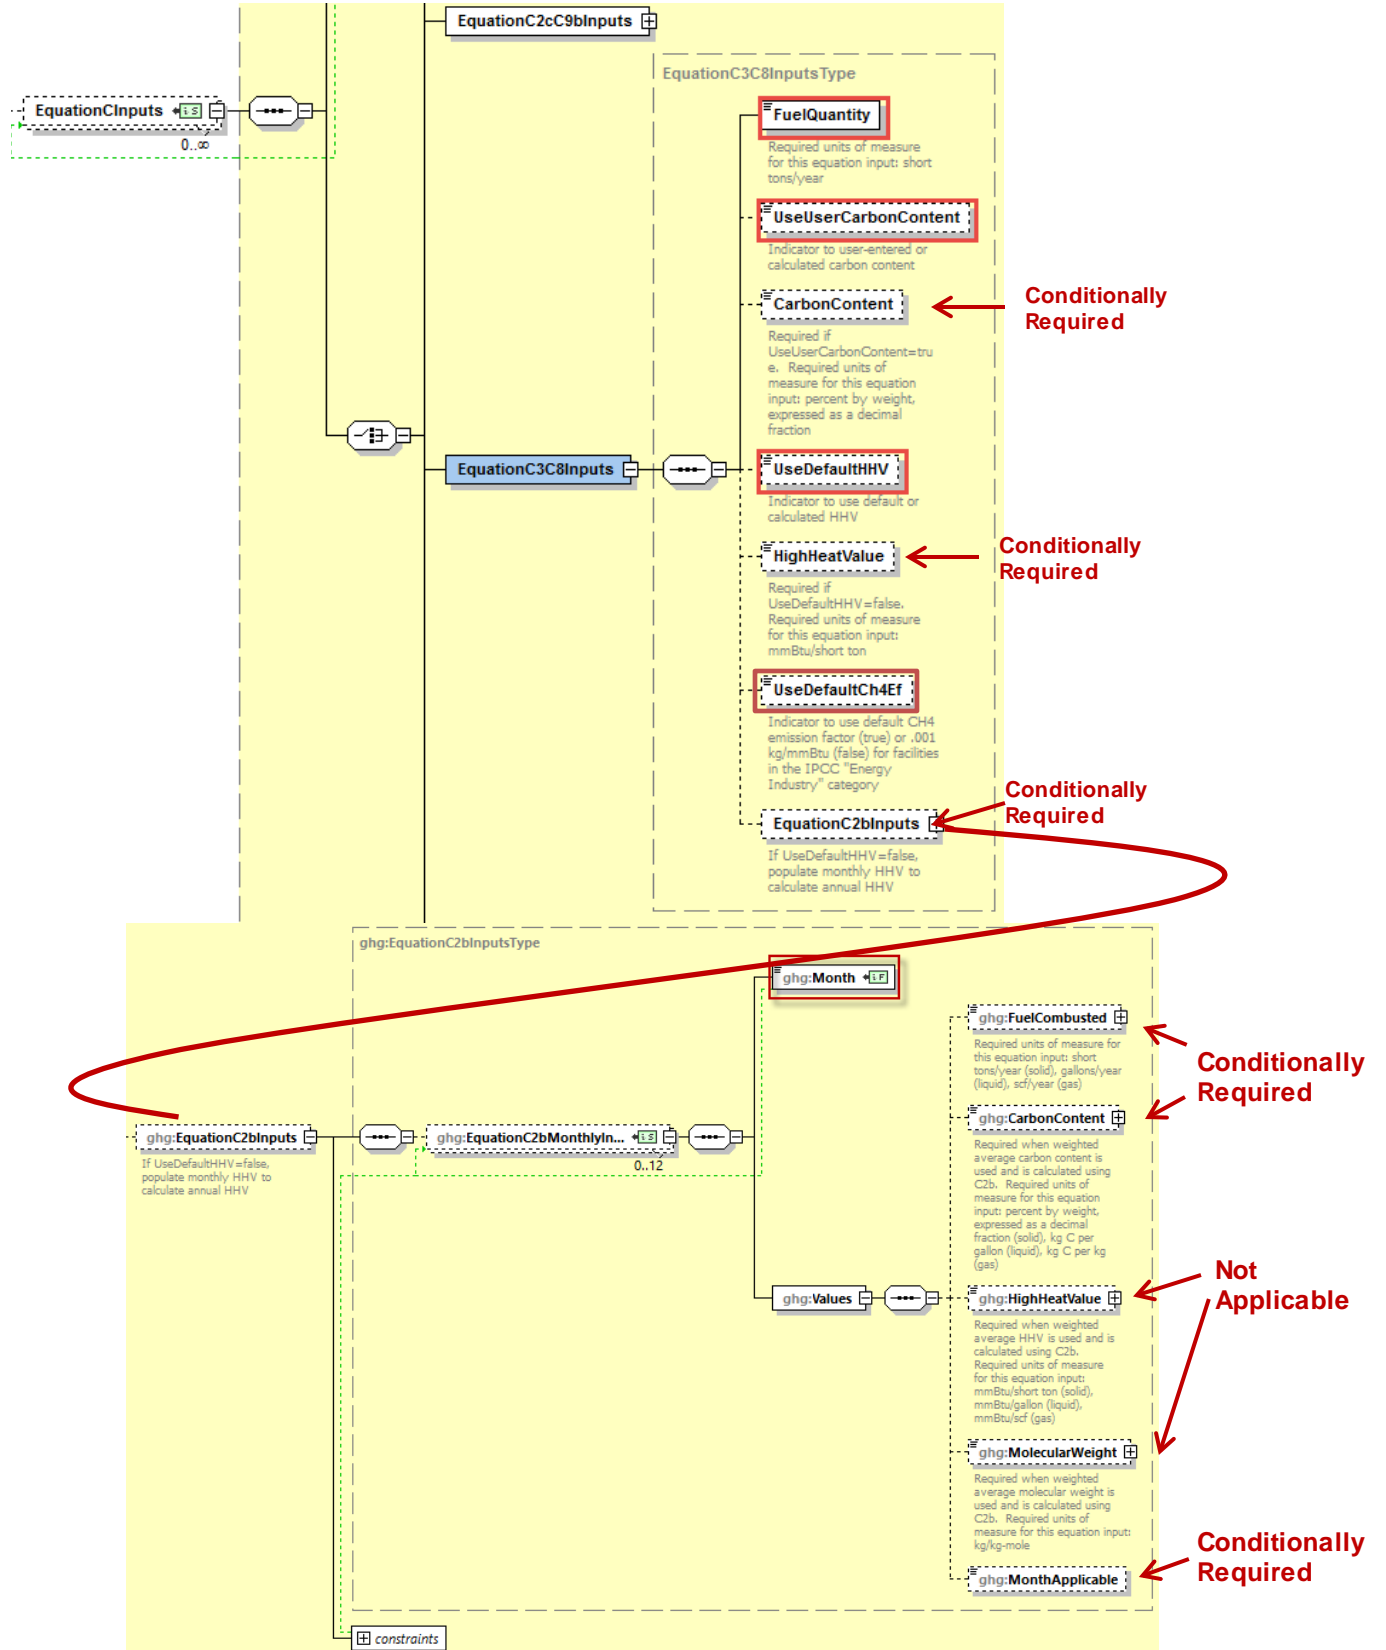 EquationC2cC9bInputs
EquationC3C8InputsType
EquationCInputs
iS
0..∞
FuelQuantity
Required units of measure
for this equation input: short
tons/year
UseUserCarbonContent
Indicator to user-entered or
calculated carbon content
CarbonContent
Conditionally
Required
Required if
UseUserCarbonContent=tru
e. Required units of
measure for this equation
input: percent by weight,
expressed as a decimal
fraction
EquationC3C8Inputs
UseDefaultHHV
Indicator to use default or
calculated HHV
HighHeatValue
Conditionally
Required
Required if
UseDefaultHHV=false.
Required units of measure
for this equation input:
mmBtu/short ton
UseDefaultCh4Ef
Indicator to use default CH4
emission factor (true) or .001
kg/mmBtu (false) for facilities
in the IPCC "Energy
Industry" category
Conditionally
Required
EquationC2bInputs
If UseDefaultHHV=false,
populate monthly HHV to
calculate annual HHV
ghg:EquationC2bInputsType
ghg:Month
iF
ghg:FuelCombusted
Required units of measure for
this equation input: short
tons/year (solid), gallons/year
(liquid), scf/year (gas)
Conditionally
Required
ghg:CarbonContent
Required when weighted
average carbon content is
used and is calculated using
C2b. Required units of
measure for this equation
input: percent by weight,
expressed as a decimal
fraction (solid), kg C per
gallon (liquid), kg C per kg
(gas)
ghg:EquationC2bInputs
If UseDefaultHHV=false,
populate monthly HHV to
calculate annual HHV
ghg:EquationC2bMonthlyIn...
iS
0..12
ghg:Values
ghg:HighHeatValue
Not
Applicable
Required when weighted
average HHV is used and is
calculated using C2b.
Required units of measure
for this equation input:
mmBtu/short ton (solid),
mmBtu/gallon (liquid),
mmBtu/scf (gas)
ghg:MolecularWeight
Required when weighted
average molecular weight is
used and is calculated using
C2b. Required units of
measure for this equation input:
kg/kg-mole
Conditionally
Required
ghg:MonthApplicable
constraints